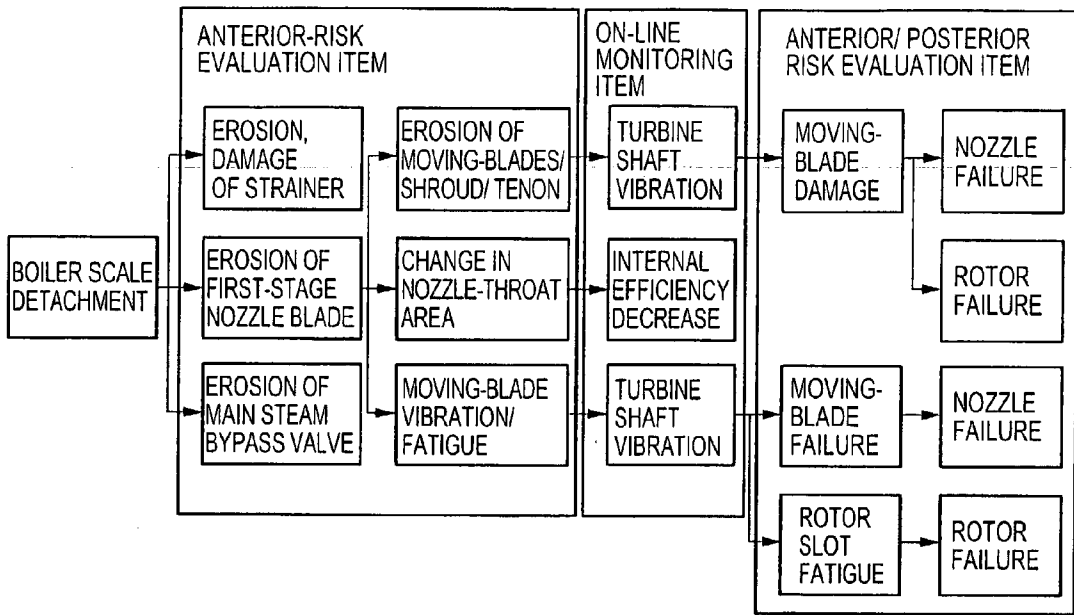 ANTERIOR-RISK
EVALUATION ITEM
ON-LINE
MONITORING
ITEM
ANTERIOR/ POSTERIOR
RISK EVALUATION ITEM
EROSION,
DAMAGE
OF STRAINER
EROSION OF
MOVING-BLADES/
SHROUD/ TENON
TURBINE
SHAFT
VIBRATION
MOVING-
BLADE
DAMAGE
NOZZLE
FAILURE
BOILER SCALE
DETACHMENT
EROSION OF
FIRST-STAGE
NOZZLE BLADE
CHANGE IN
NOZZLE-THROAT
AREA
INTERNAL
EFFICIENCY
DECREASE
ROTOR
FAILURE
EROSION OF
MAIN STEAM
BYPASS VALVE
MOVING-BLADE
VIBRATION/
FATIGUE
TURBINE
SHAFT
VIBRATION
MOVING-
BLADE
FAILURE
NOZZLE
FAILURE
ROTOR
SLOT
FATIGUE
ROTOR
FAILURE